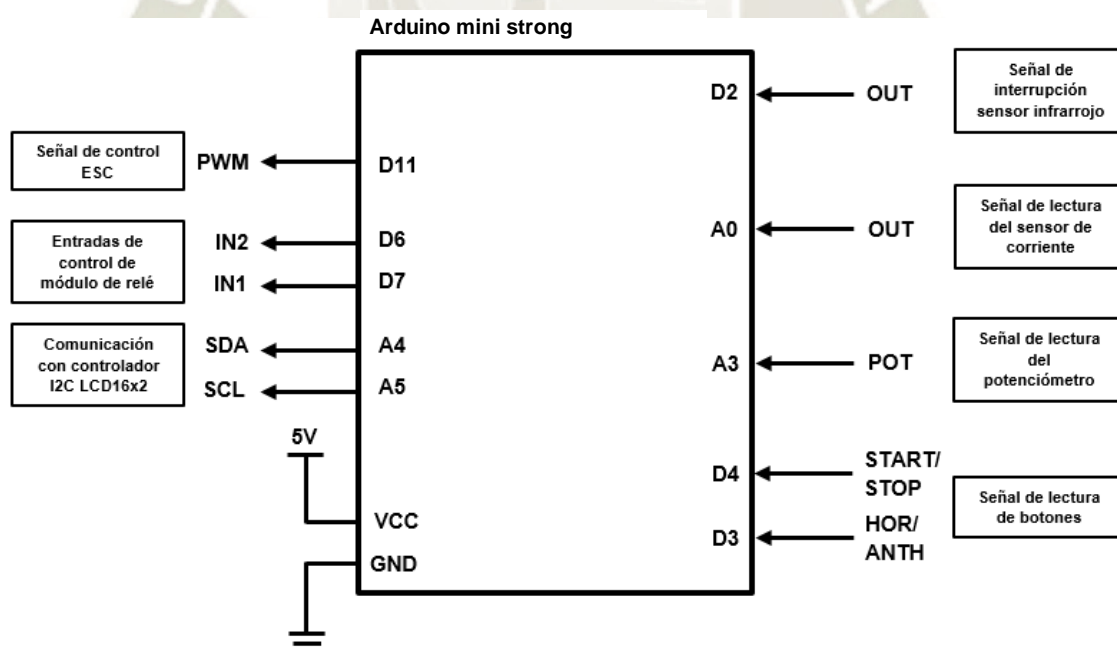 Arduino mini strong
Señal de control
ESC
PWM
D11
Entradas de
control de
módulo de relé
IN2
D6
IN1
D7
Comunicación
con controlador
I2C LCD16x2
SDA
A4
SCL
A5
5V
VCC
GND
D2
OUT
Señal de
interrupción
sensor infrarrojo
A0
OUT
Señal de lectura
del sensor de
corriente
A3
POT
Señal de lectura
del
potenciómetro
D4
START/
STOP
D3
HOR/
ANTH
Señal de lectura
de botones